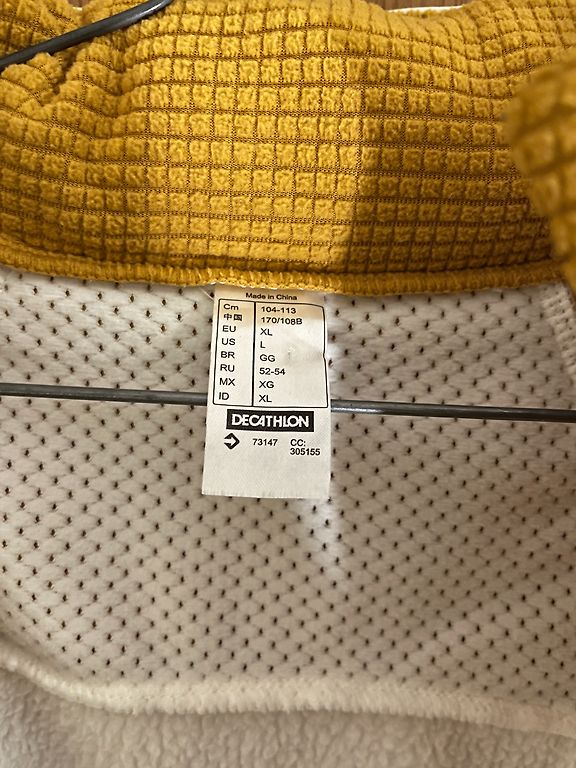 Made in China
Cm 104-113
中国 170/108B
EU XL
US L
BR GG
RU 52-54
MX XG
ID XL
DECATHLON
73147 CC:
305155